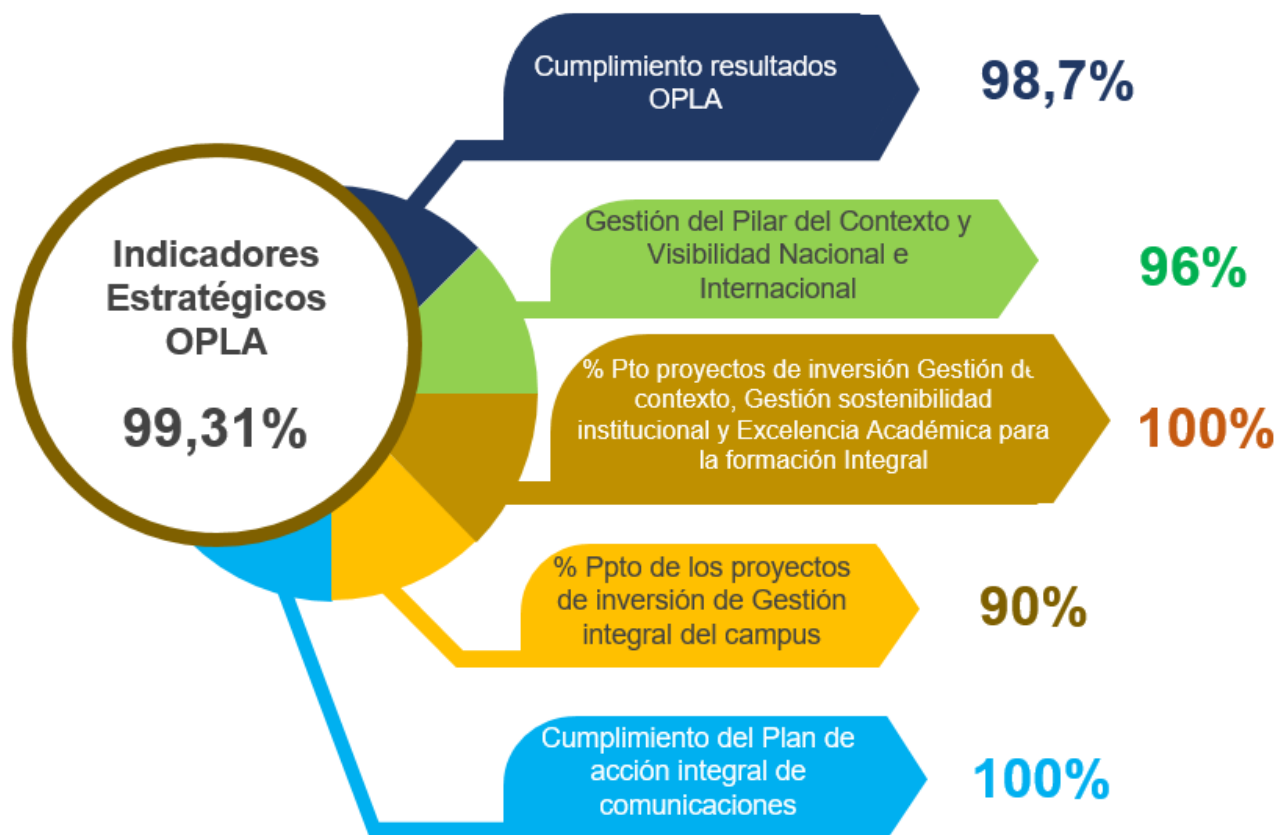 Cumplimiento resultados
OPLA
98,7%
Gestión del Pilar del Contexto y
Visibilidad Nacional e
Internacional
96%
Indicadores
Estratégicos
OPLA
99,31%
% Pto proyectos de inversión Gestión de
contexto, Gestión sostenibilidad
institucional y Excelencia Académica para
la formación Integral
100%
% Ppto de los proyectos
de inversión de Gestión
integral del campus
90%
Cumplimiento del Plan de
acción integral de
comunicaciones
100%